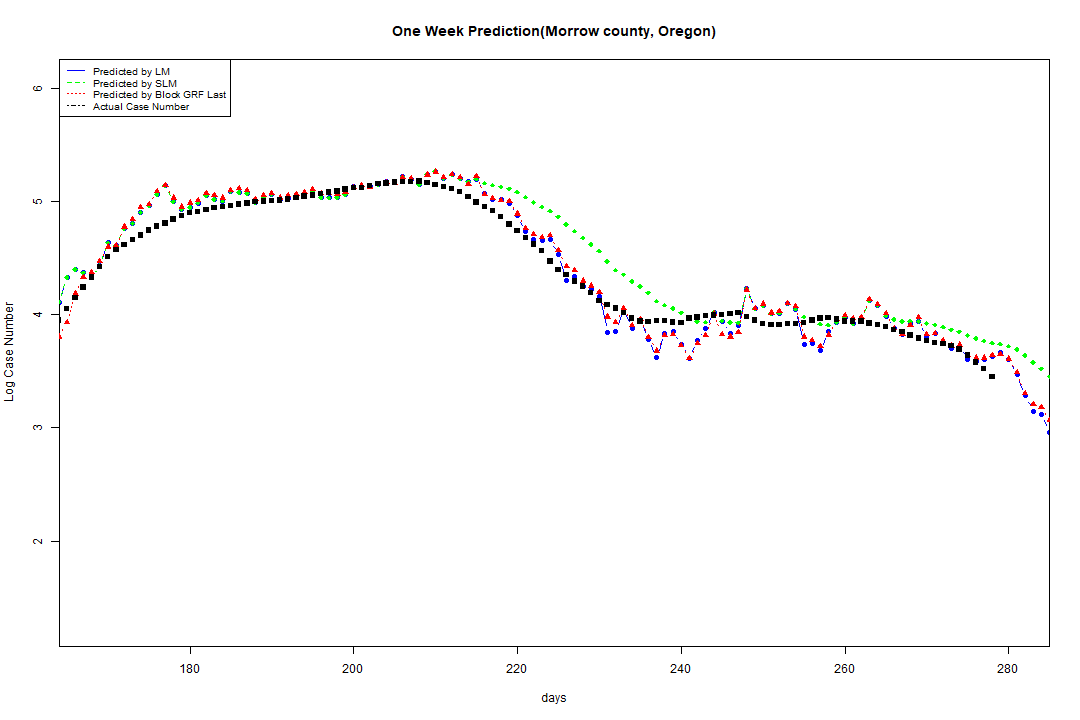 One Week Prediction(Morrow county, Oregon)
Predicted by LM
Predicted by SLM
Predicted by Block GRF Last
Actual Case Number
6
5
4
3
2
Log Case Number
180 200 220 240 260 280
days